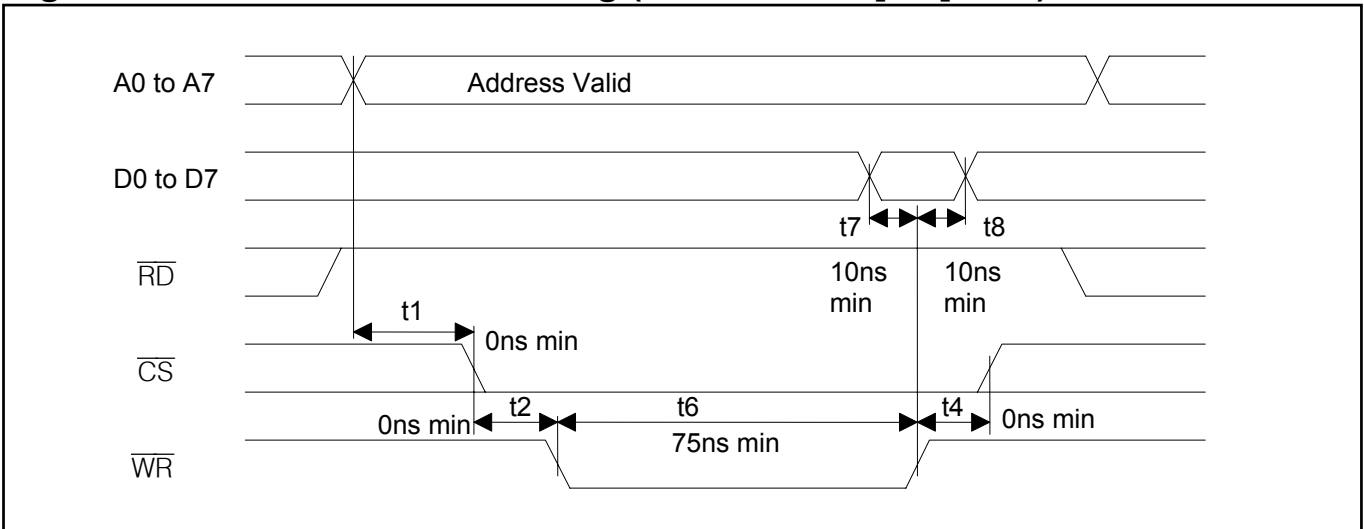 A0 to A7
Address Valid
D0 to D7
t7
t8
RD
10ns
min
10ns
min
t1
0ns min
CS
0ns min
t2
t6
t4
0ns min
75ns min
WR